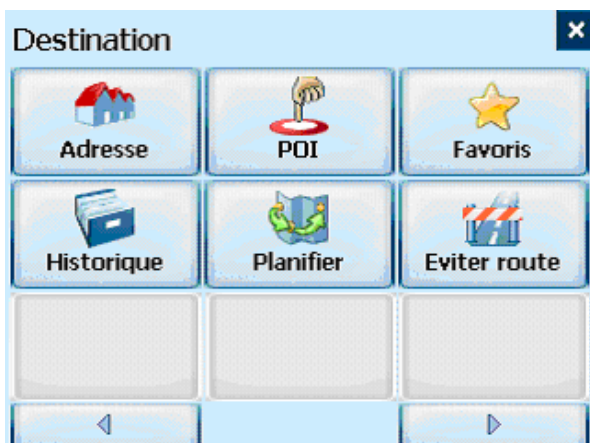 Destination
Adresse
POI
Favoris
Historique
Planifier
Eviter route